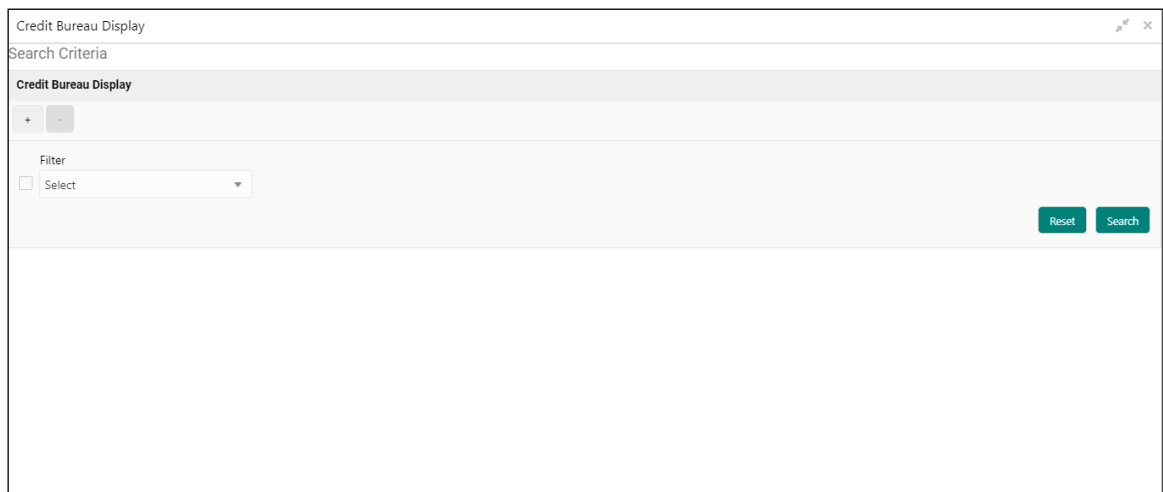 Credit Bureau Display
Search Criteria
Credit Bureau Display
+ -
Filter
Select
Reset Search